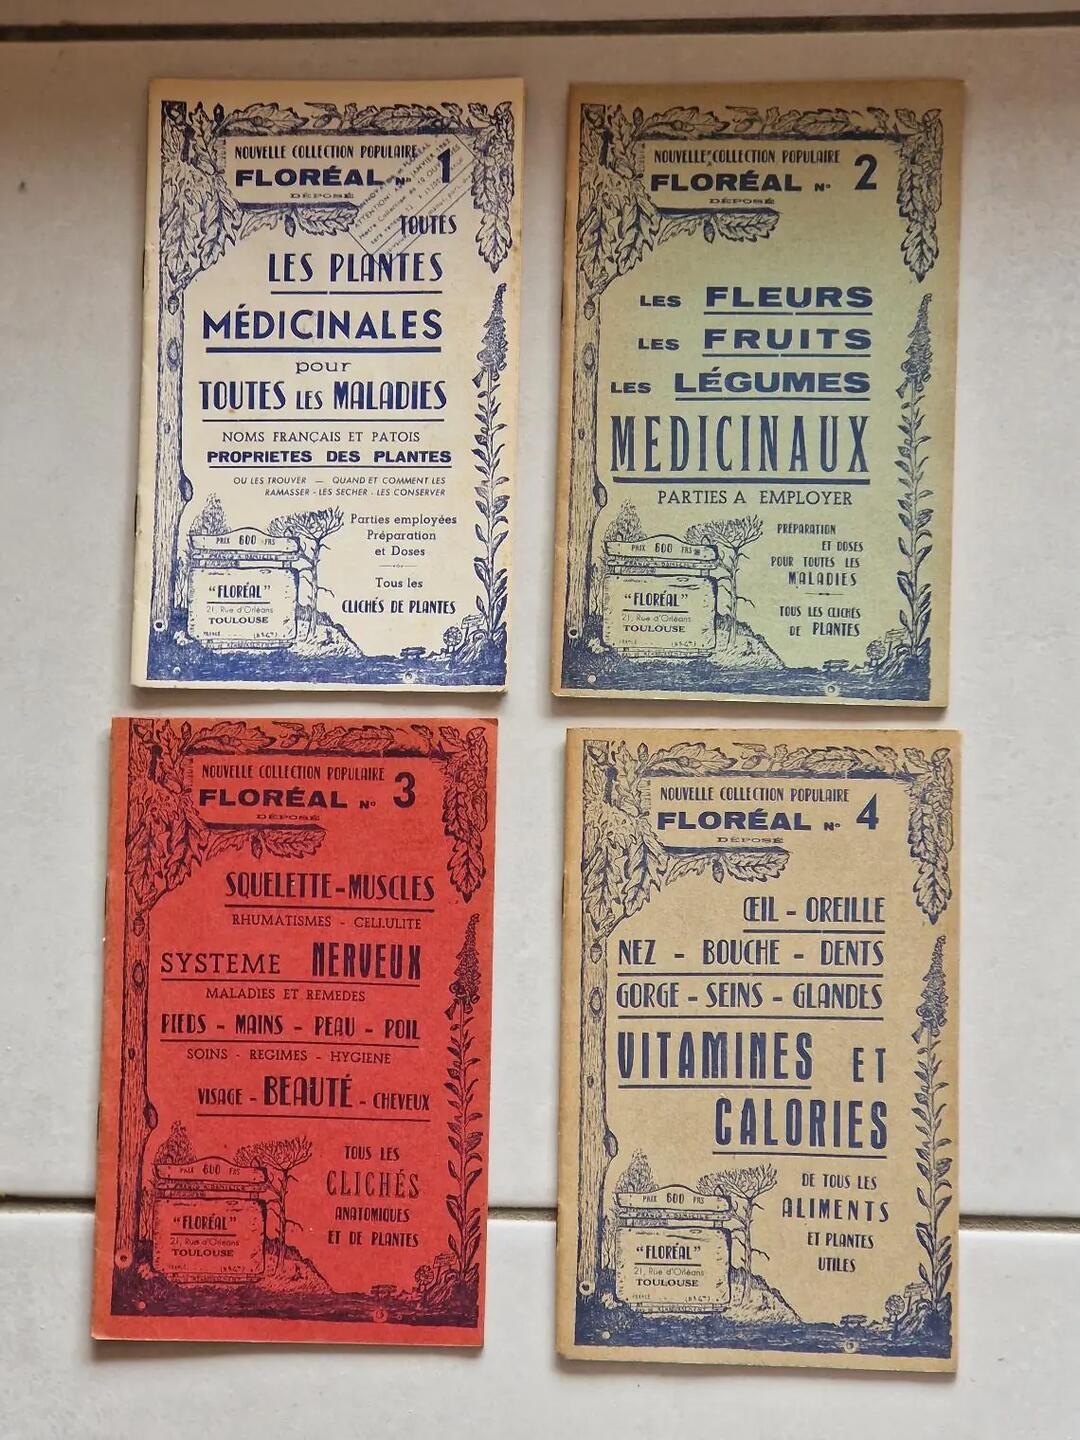 NOUVELLE COLLECTION POPULAIRE
FLORÉAL No 1
DÉPOSÉ
TOUTES
LES PLANTES
MÉDICINALES
pour
TOUTES LES MALADIES
NOMS FRANÇAIS ET PATOIS
PROPRIETES DES PLANTES
OU LES TROUVER — QUAND ET COMMENT LES
RAMASSER - LES SECHER - LES CONSERVER
Parties employées
Préparation
et Doses
Tous les
CLICHÉS DE PLANTES
PRIX 600 FRS
"FLORÉAL"
21, Rue d'Orléans
TOULOUSE
NOUVELLE COLLECTION POPULAIRE
FLORÉAL No 2
DÉPOSÉ
LES FLEURS
LES FRUITS
LES LÉGUMES
MEDICINAUX
PARTIES A EMPLOYER
PRÉPARATION
ET DOSES
POUR TOUTES LES
MALADIES
TOUS LES CLICHÉS
DE PLANTES
PRIX 600 FRS
"FLORÉAL"
21, Rue d'Orléans
TOULOUSE
NOUVELLE COLLECTION POPULAIRE
FLORÉAL No 3
DÉPOSÉ
SQUELETTE - MUSCLES
RHUMATISMES - CELLULITE
SYSTEME NERVEUX
MALADIES ET REMEDES
PIEDS - MAINS - PEAU - POIL
SOINS - REGIMES - HYGIENE
VISAGE - BEAUTÉ - CHEVEUX
TOUS LES
CLICHÉS
ANATOMIQUES
ET DE PLANTES
PRIX 600 FRS
"FLORÉAL"
21, Rue d'Orléans
TOULOUSE
NOUVELLE COLLECTION POPULAIRE
FLORÉAL No 4
DÉPOSÉ
ŒIL - OREILLE
NEZ - BOUCHE - DENTS
GORGE - SEINS - GLANDES
VITAMINES ET
CALORIES
DE TOUS LES
ALIMENTS
ET PLANTES
UTILES
PRIX 600 FRS
"FLORÉAL"
21, Rue d'Orléans
TOULOUSE